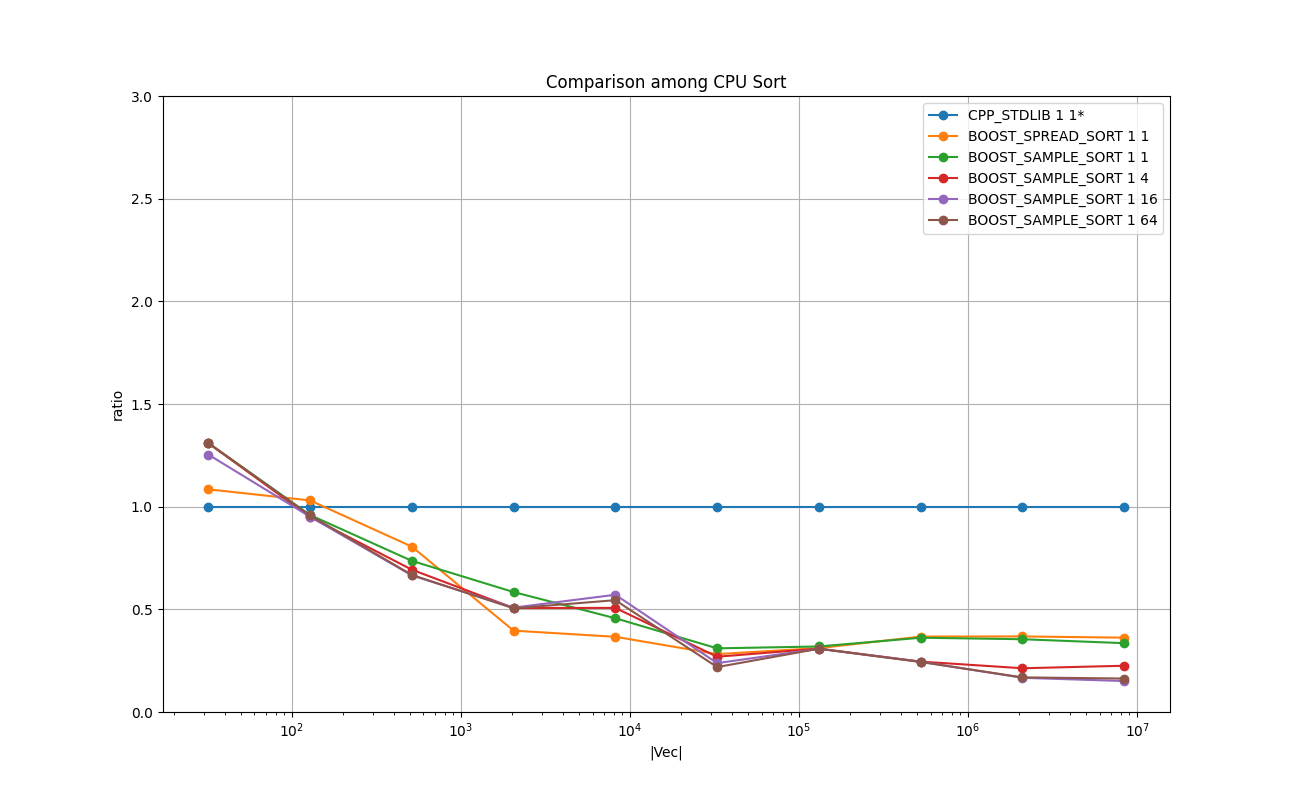 Comparison among CPU Sort
3.0
2.5
2.0
1.5
1.0
0.5
0.0
ratio
CPP_STDLIB 1 1*
BOOST_SPREAD_SORT 1 1
BOOST_SAMPLE_SORT 1 1
BOOST_SAMPLE_SORT 1 4
BOOST_SAMPLE_SORT 1 16
BOOST_SAMPLE_SORT 1 64
10² 10³ 10⁴ 10⁵ 10⁶ 10⁷
|Vec|